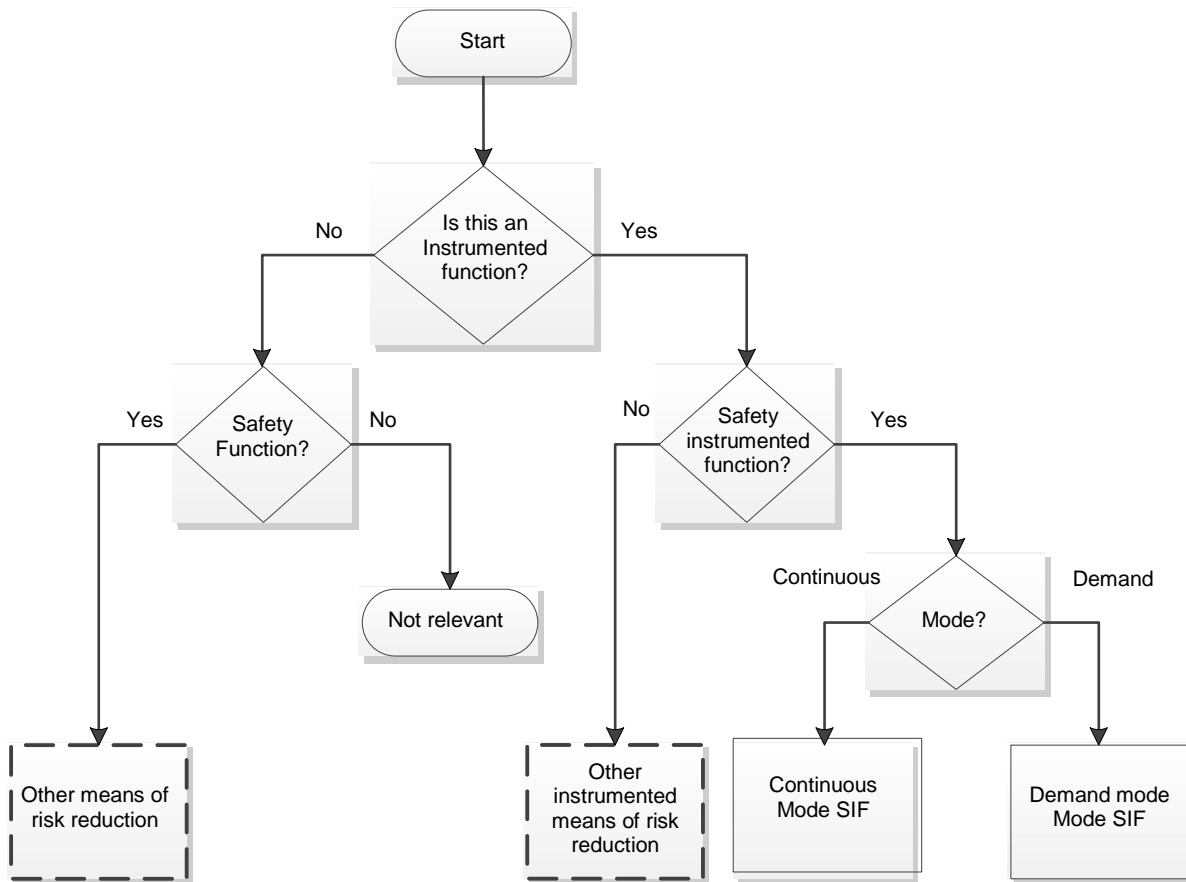 Start
Is this an
Instrumented
function?
No
Yes
Safety
Function?
Yes
No
Safety
instrumented
function?
No
Yes
Not relevant
Mode?
Continuous
Demand
Other means of
risk reduction
Other
instrumented
means of risk
reduction
Continuous
Mode SIF
Demand mode
Mode SIF